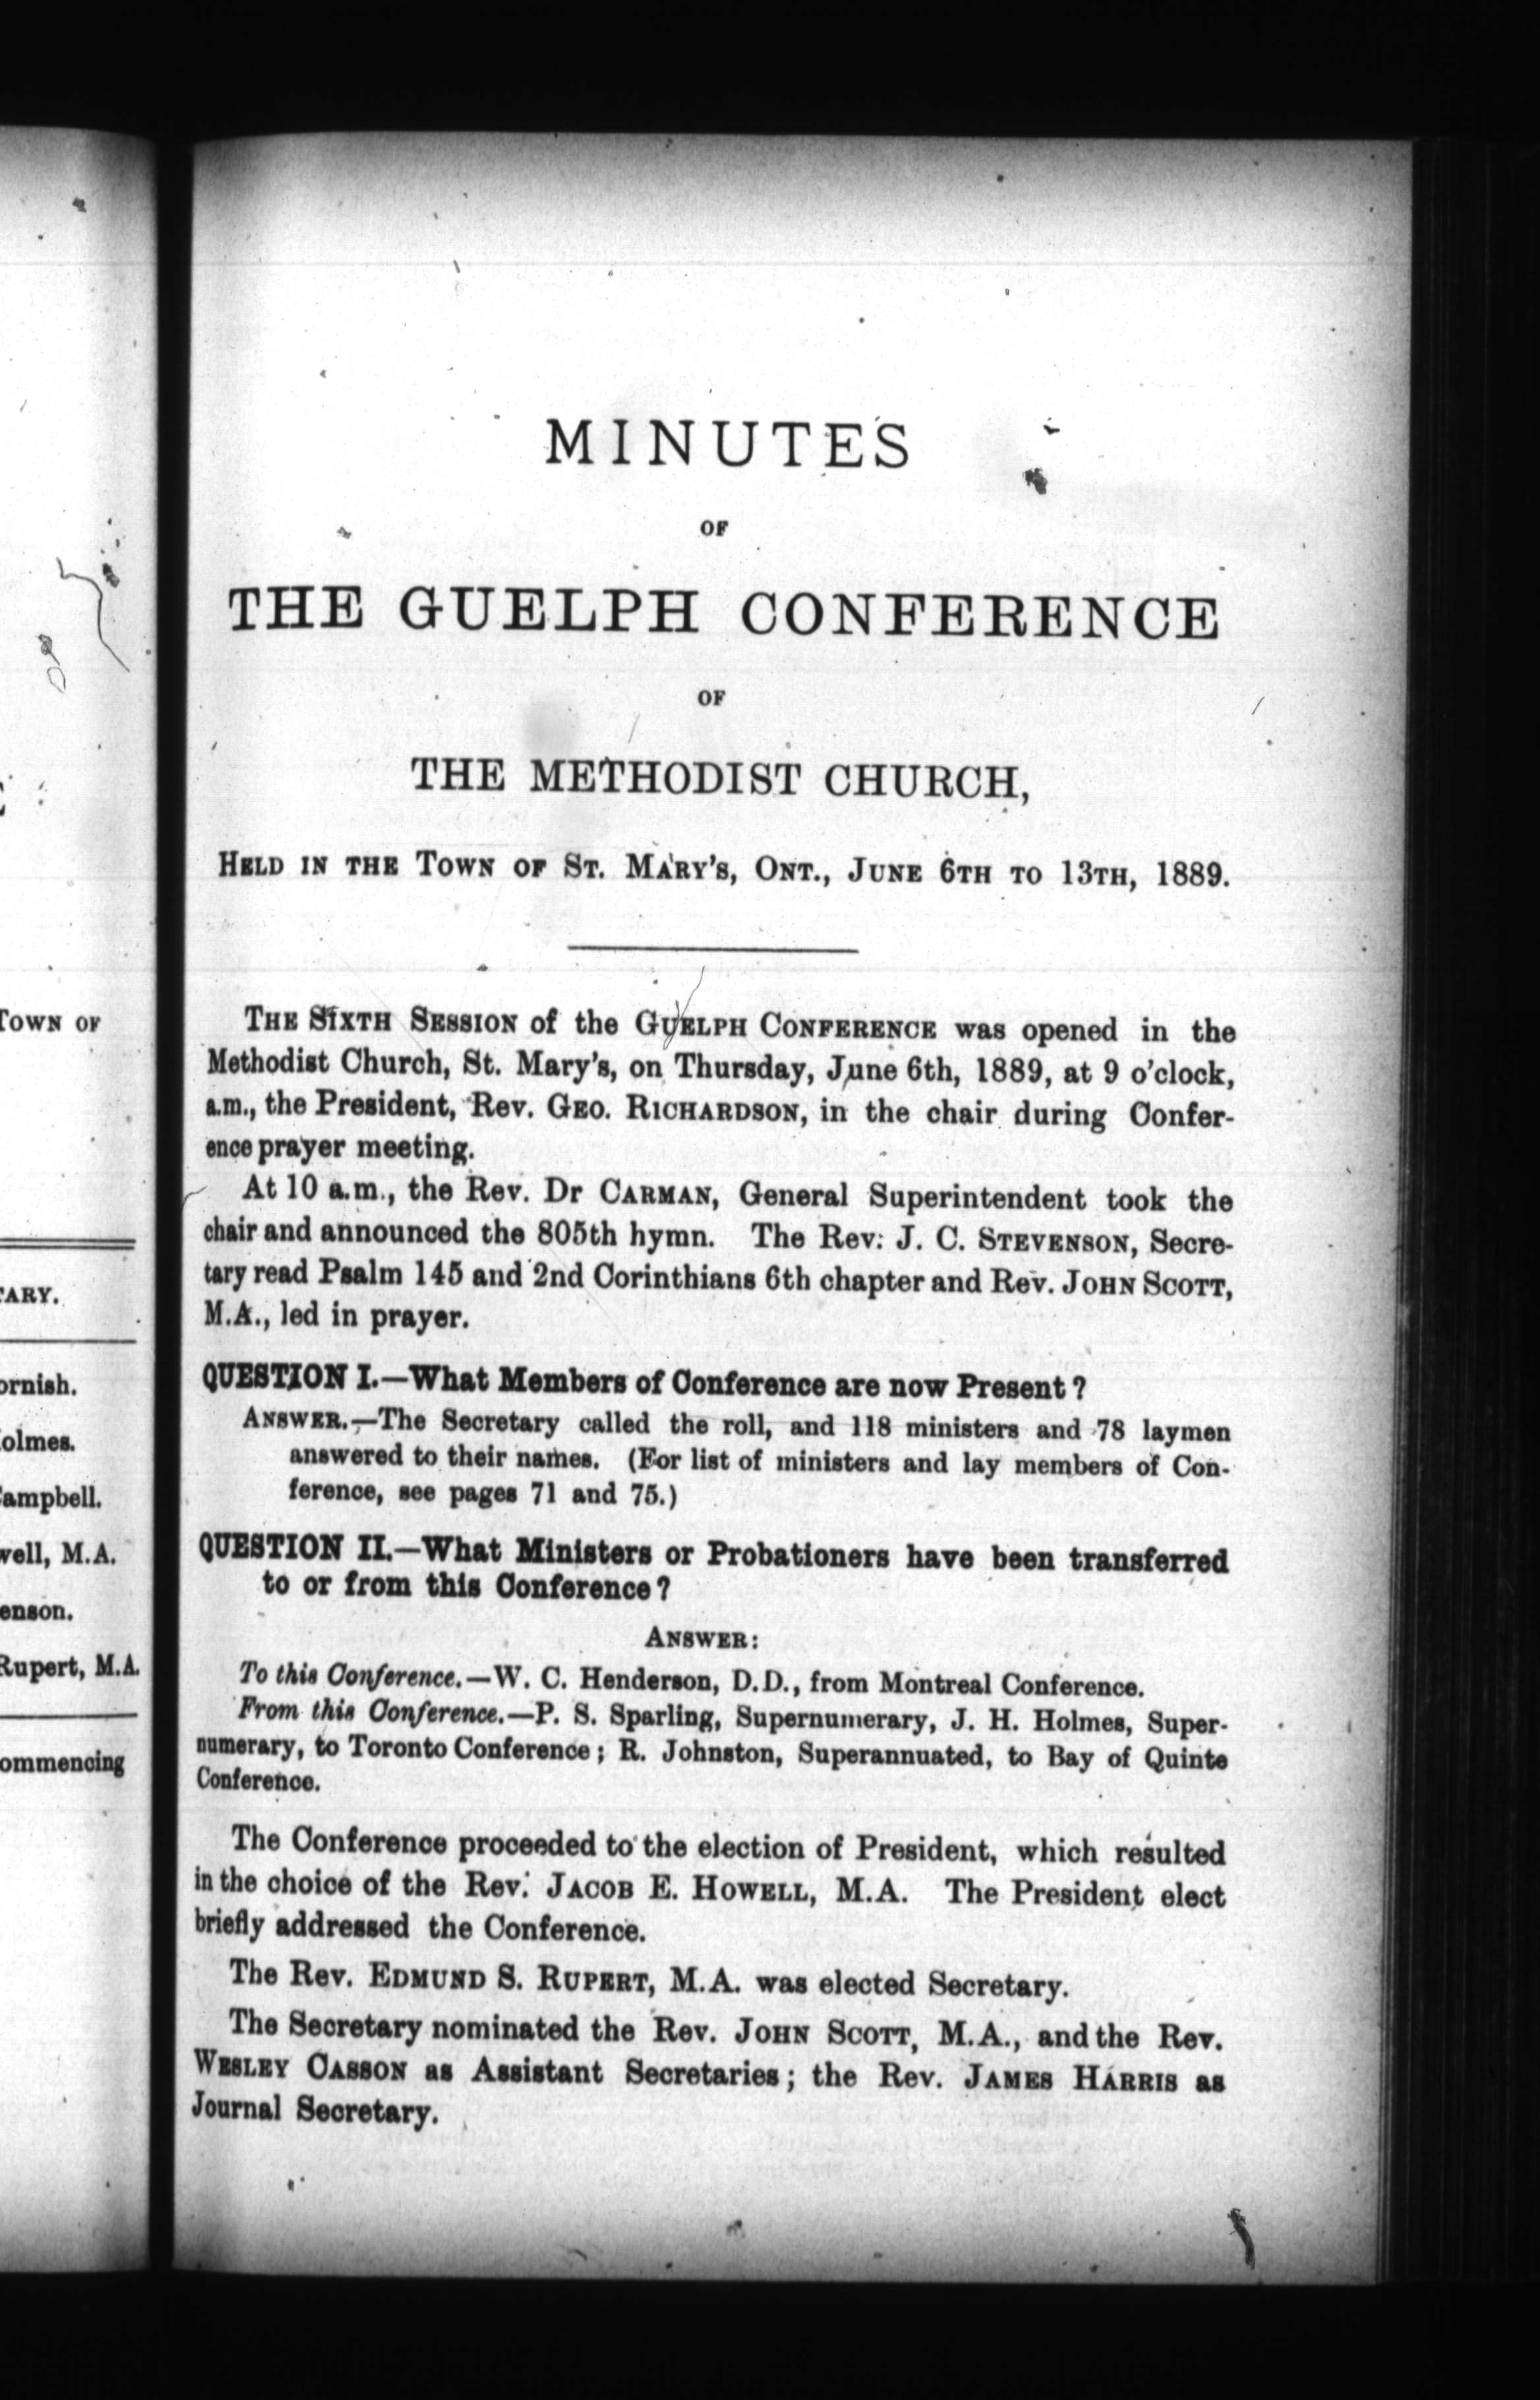 MINUTES
OF
THE GUELPH CONFERENCE
OF
THE METHODIST CHURCH,
HELD IN THE TOWN OF ST. MARY'S, ONT., JUNE 6TH TO 13TH, 1889.
THE SIXTH SESSION of the GUELPH CONFERENCE was opened in the
Methodist Church, St. Mary's, on Thursday, June 6th, 1889, at 9 o'clock,
a.m., the President, Rev. GEO. RICHARDSON, in the chair during Confer-
ence prayer meeting.
At 10 a.m., the Rev. Dr CARMAN, General Superintendent took the
chair and announced the 805th hymn. The Rev. J. C. STEVENSON, Secre-
tary read Psalm 145 and 2nd Corinthians 6th chapter and Rev. JOHN SCOTT,
M.A., led in prayer.
QUESTION I.—What Members of Conference are now Present?
ANSWER.—The Secretary called the roll, and 118 ministers and 78 laymen
answered to their names. (For list of ministers and lay members of Con-
ference, see pages 71 and 75.)
QUESTION II.—What Ministers or Probationers have been transferred
to or from this Conference?
ANSWER:
To this Conference.—W. C. Henderson, D.D., from Montreal Conference.
From this Conference.—P. S. Sparling, Supernumerary, J. H. Holmes, Super-
numerary, to Toronto Conference; R. Johnston, Superannuated, to Bay of Quinte
Conference.
The Conference proceeded to the election of President, which resulted
in the choice of the Rev. JACOB E. HOWELL, M.A. The President elect
briefly addressed the Conference.
The Rev. EDMUND S. RUPERT, M.A. was elected Secretary.
The Secretary nominated the Rev. JOHN SCOTT, M.A., and the Rev.
WESLEY CASSON as Assistant Secretaries; the Rev. JAMES HARRIS as
Journal Secretary.
TOWN OF
TARY.
ornish.
olmes.
ampbell.
well, M.A.
enson.
Rupert, M.A.
ommencing